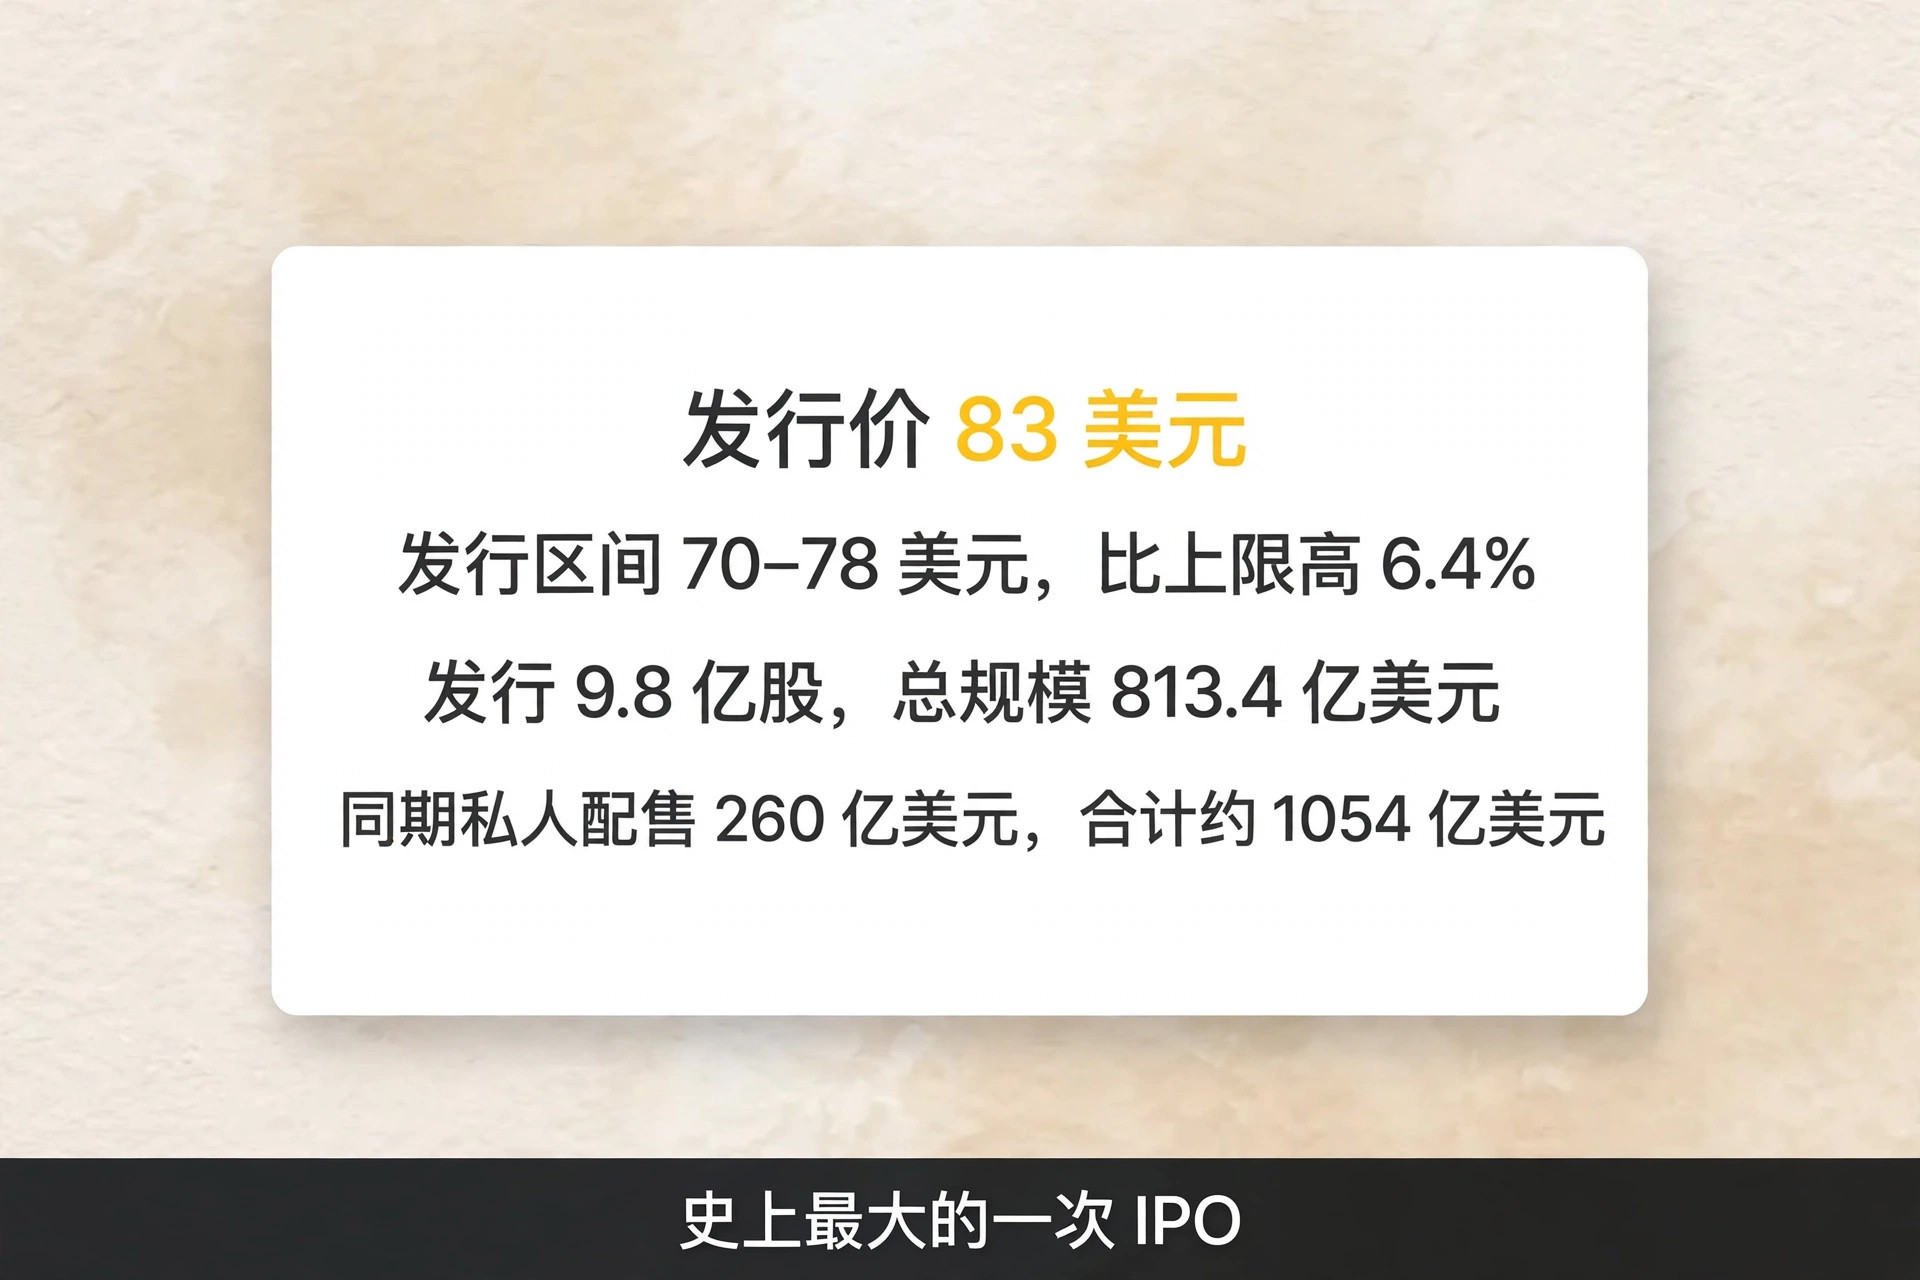 发行价 83 美元
发行区间 70–78 美元，比上限高 6.4%
发行 9.8 亿股，总规模 813.4 亿美元
同期私人配售 260 亿美元，合计约 1054 亿美元
史上最大的一次 IPO